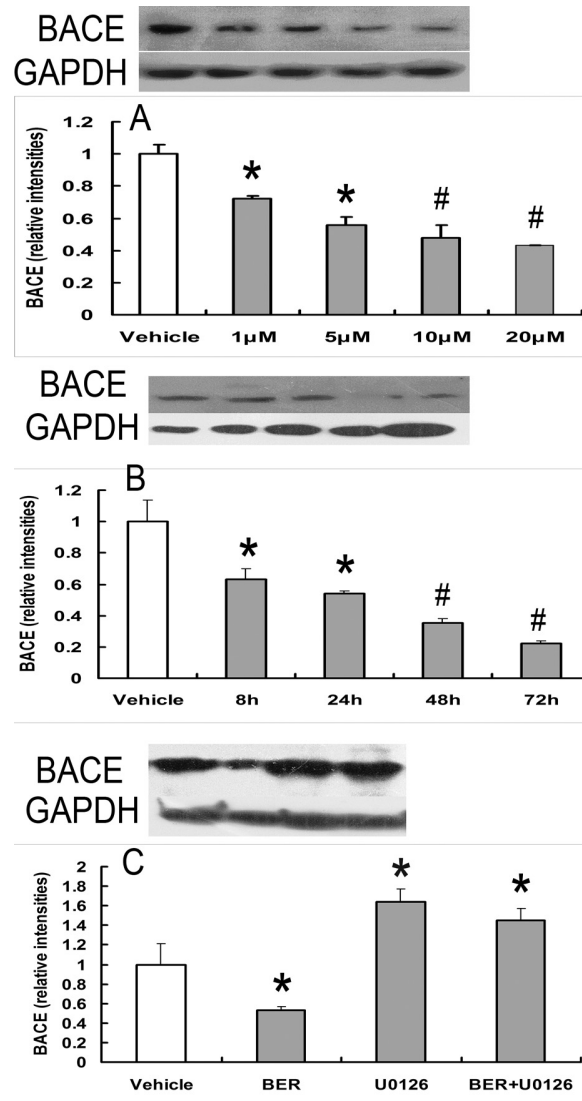 BACE
GAPDH
A
BACE (relative intensities)
1.2
1
0.8
0.6
0.4
0.2
0
*
*
#
#
Vehicle 1μM 5μM 10μM 20μM
BACE
GAPDH
B
BACE (relative intensities)
1.2
1
0.8
0.6
0.4
0.2
0
*
*
#
#
Vehicle 8h 24h 48h 72h
BACE
GAPDH
C
BACE (relative intensities)
2
1.8
1.6
1.4
1.2
1
0.8
0.6
0.4
0.2
0
*
*
*
Vehicle BER U0126 BER+U0126